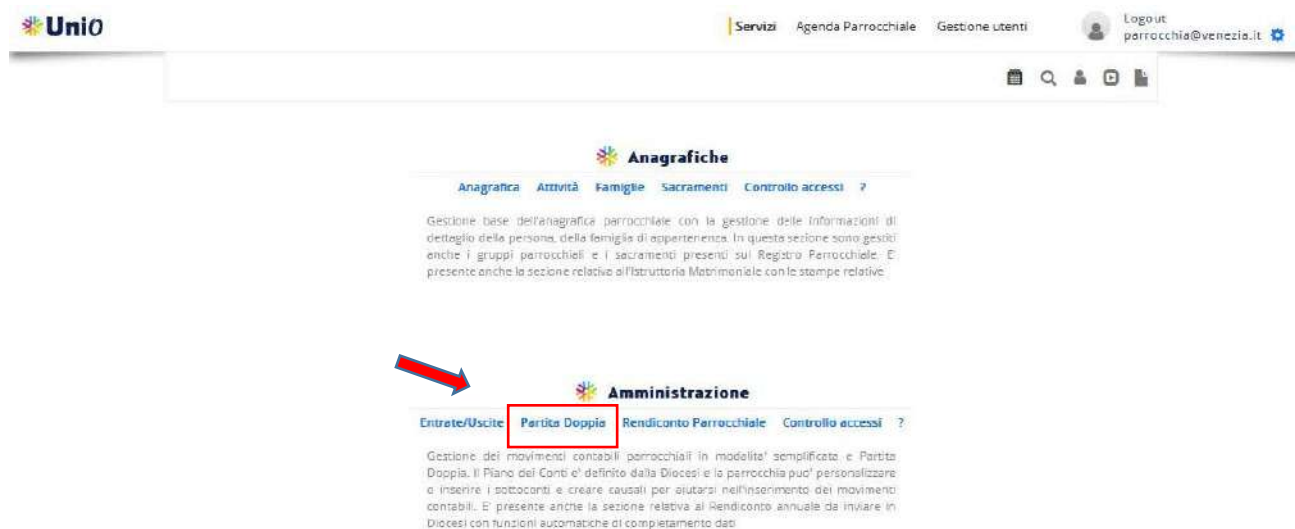 Unio
Servizi Agenda Parrocchiale Gestione utenti
Logout
parrocchia@venezia.it
Anagrafiche
Anagrafica Attività Famiglie Sacramenti Controllo accessi ?
Gestione base dell'anagrafica parrocchiale con la gestione delle informazioni di
dettaglio della persona, della famiglia di appartenenza. In questa sezione sono gestiti
anche i gruppi parrocchiali e i sacramenti presenti sul Registro Parrocchiale. E'
presente anche la sezione relativa all'Istruttoria Matrimoniale con le stampe relative
Amministrazione
Entrate/Uscite Partita Doppia Rendiconto Parrocchiale Controllo accessi ?
Gestione dei movimenti contabili parrocchiali in modalita' semplificata e Partita
Doppia. Il Piano dei Conti e' definito dalla Diocesi e la parrocchia puo' personalizzare
o inserire i sottoconti e creare causali per aiutarsi nell'inserimento dei movimenti
contabili. E' presente anche la sezione relativa al Rendiconto annuale da inviare in
Diocesi con funzioni automatiche di completamento dati